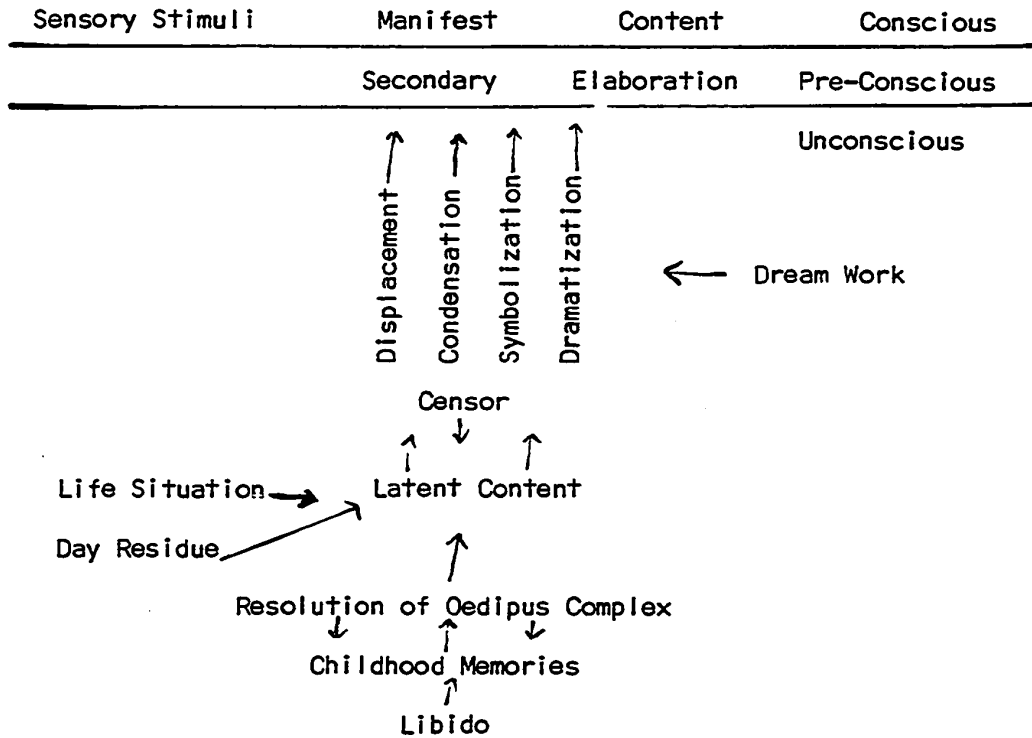 Sensory Stimuli Manifest Content Conscious
Secondary Elaboration Pre-Conscious
Unconscious
Displacement
Condensation
Symbolization
Dramatization
Dream Work
Censor
Life Situation Latent Content
Day Residue
Resolution of Oedipus Complex
Childhood Memories
Libido